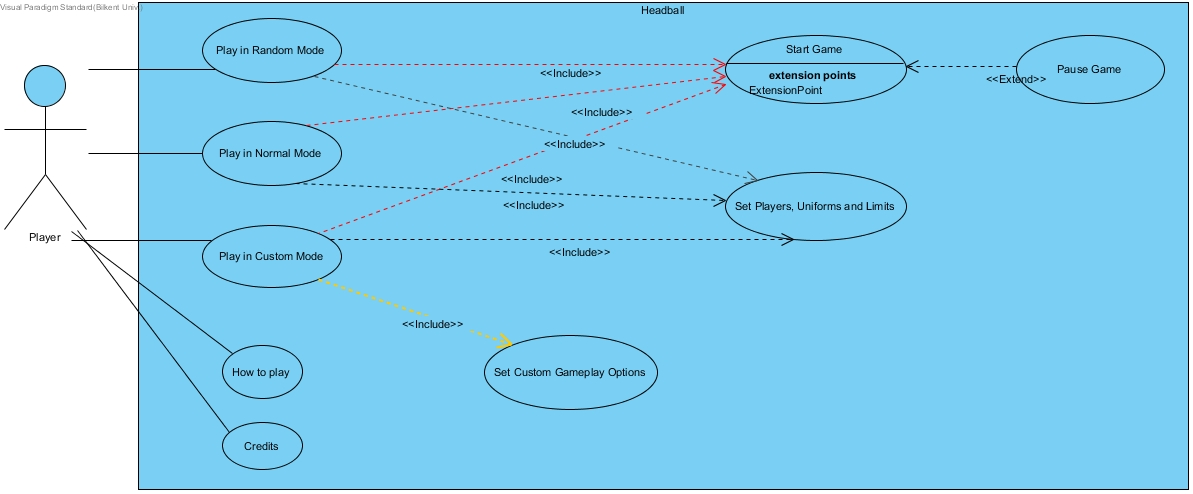 Visual Paradigm Standard(Bilkent Univ.)
Headball
Play in Random Mode
Start Game
extension points
ExtensionPoint
Pause Game
<<Include>>
<<Extend>>
<<Include>>
<<Include>>
Play in Normal Mode
<<Include>>
<<Include>>
Set Players, Uniforms and Limits
Player
Play in Custom Mode
<<Include>>
<<Include>>
How to play
Set Custom Gameplay Options
Credits